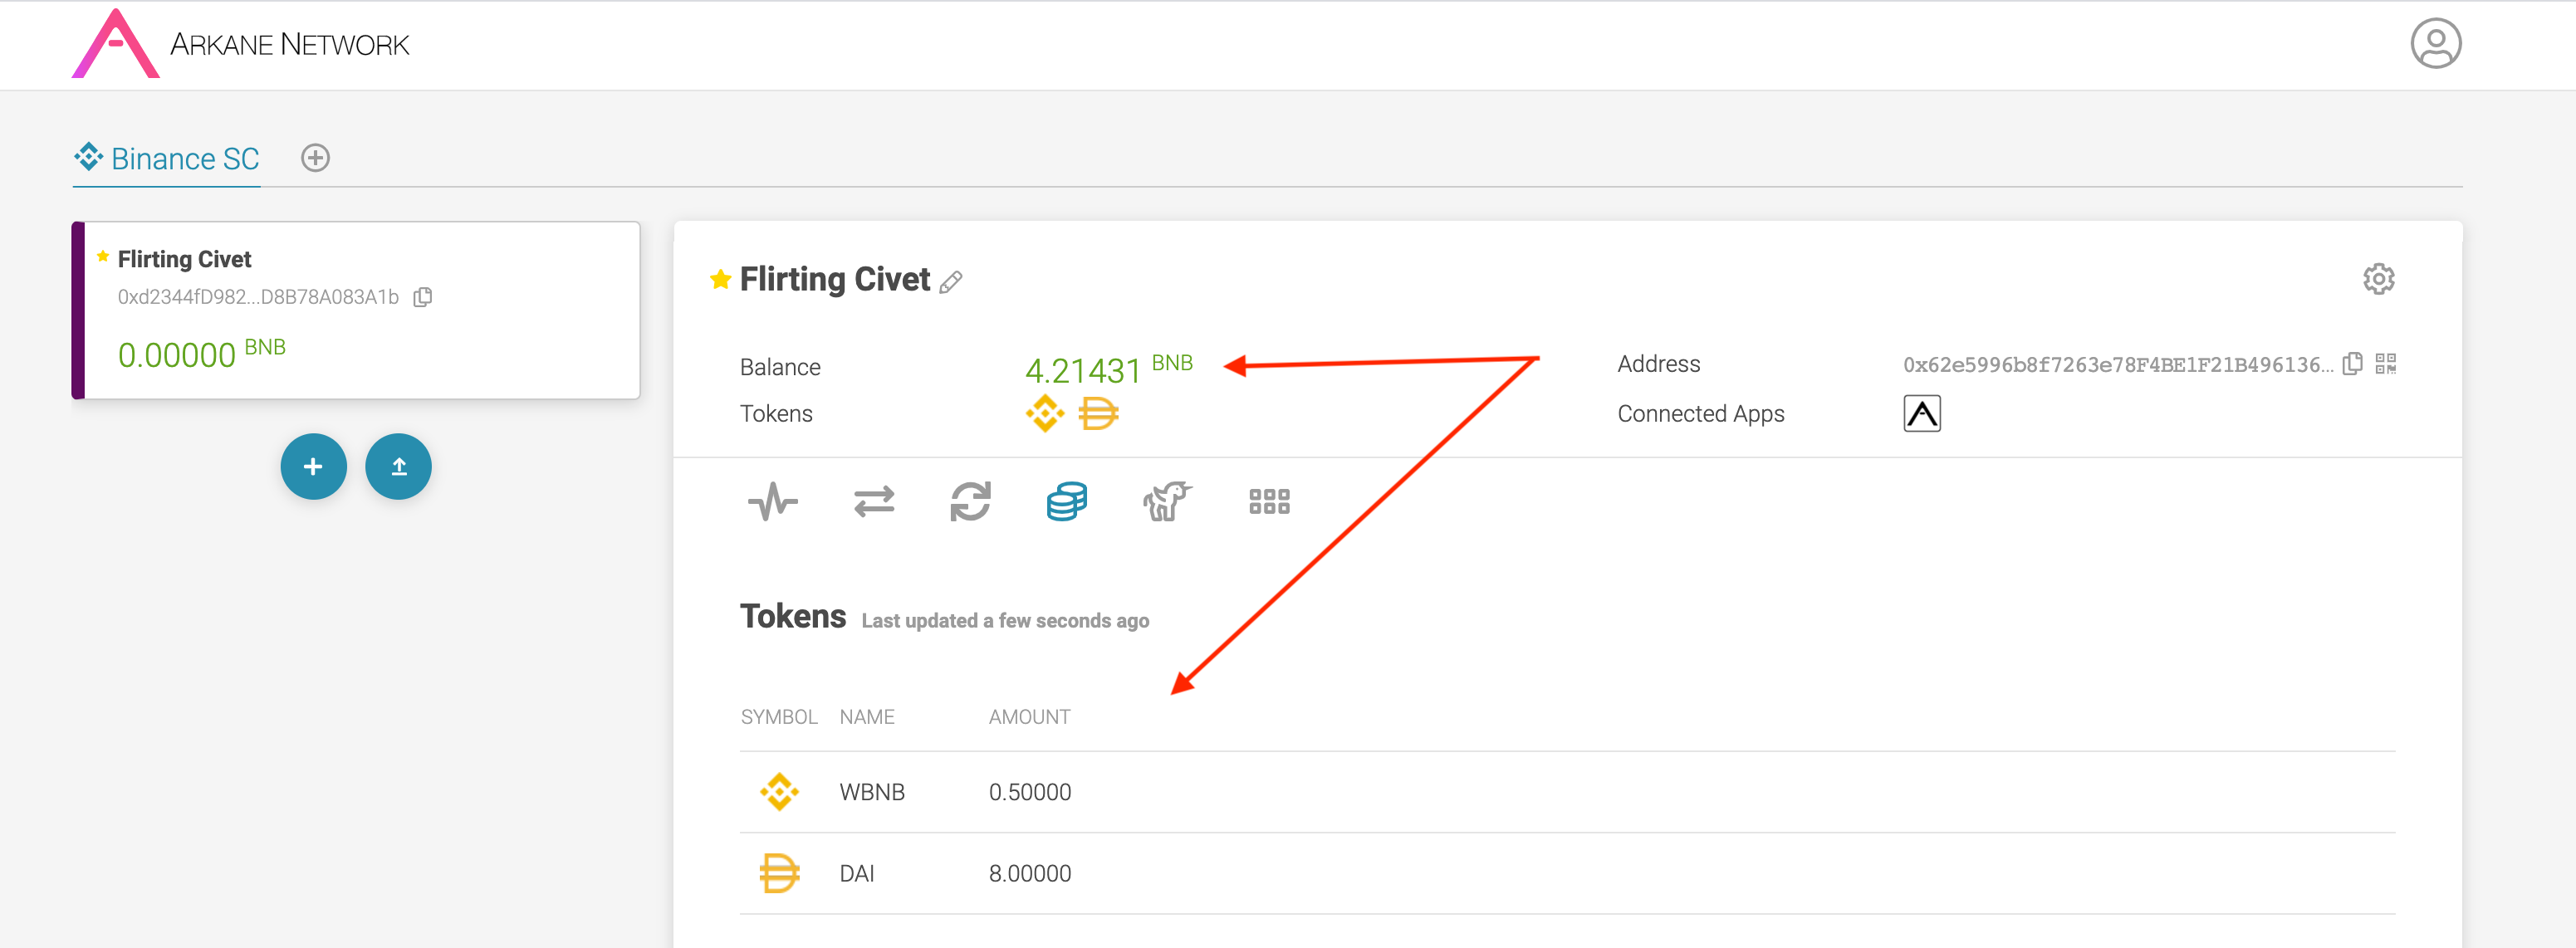 ARKANE NETWORK
Binance SC
Flirting Civet
0xd2344fD982...D8B78A083A1b
0.00000 BNB
Flirting Civet
Balance 4.21431 BNB
Address 0x62e5996b8f7263e78F4BE1F21B496136...
Tokens
Connected Apps
Tokens Last updated a few seconds ago
SYMBOL NAME AMOUNT
WBNB 0.50000
DAI 8.00000